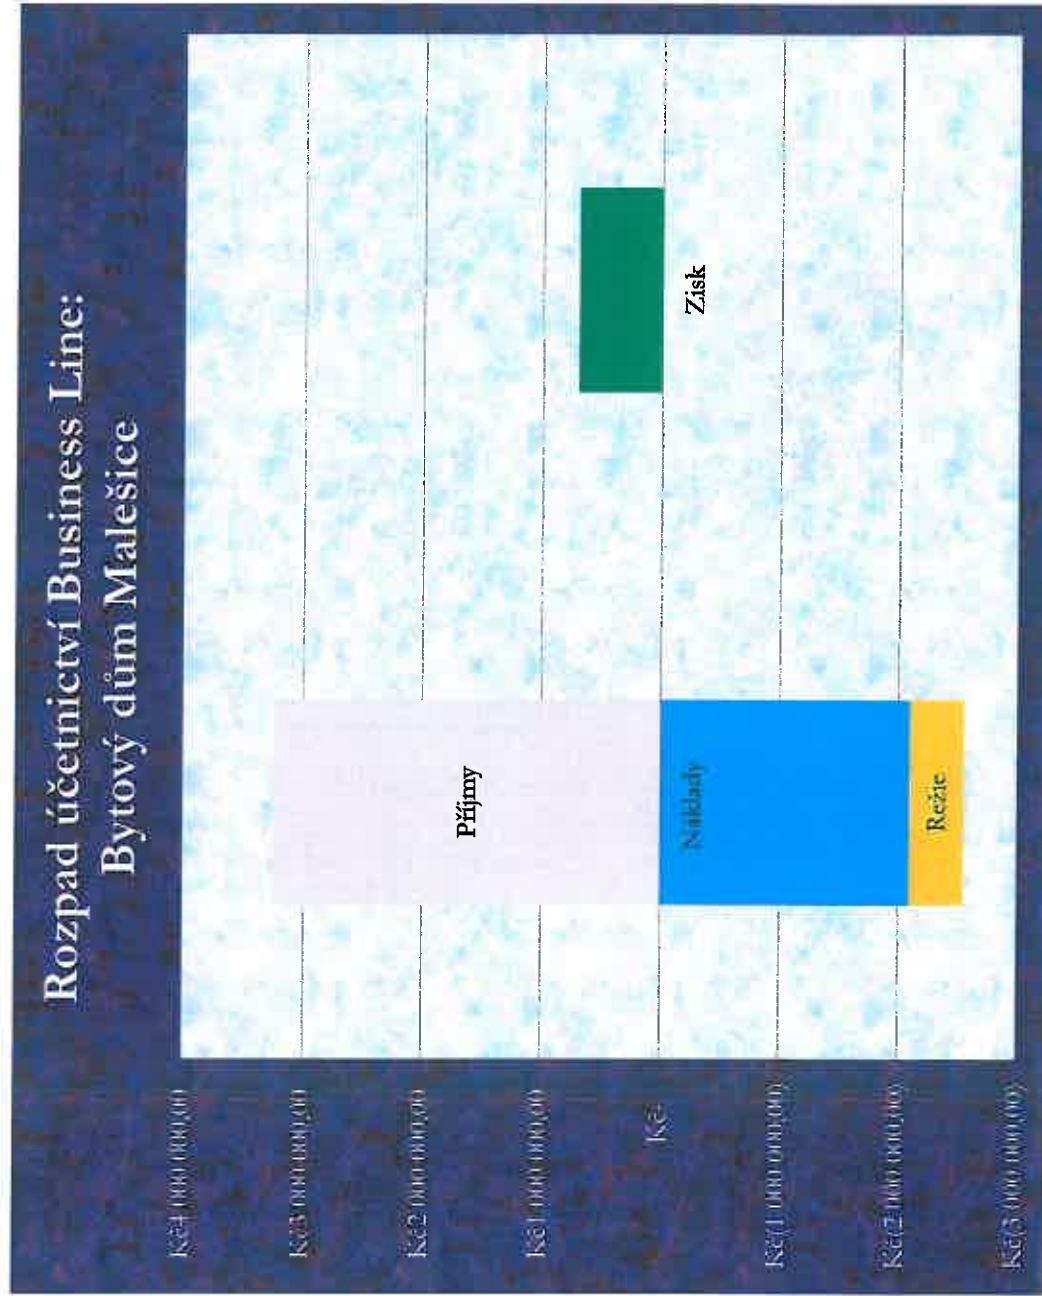 Rozpad účetnictví Business Line:
Bytový dům Malešice
Kč4 000 000,00
Kč3 000 000,00
Kč2 000 000,00
Kč1 000 000,00
Kč-
Kč(1 000 000,00)
Kč(2 000 000,00)
Kč(3 000 000,00)
Příjmy
Náklady
Režie
Zisk